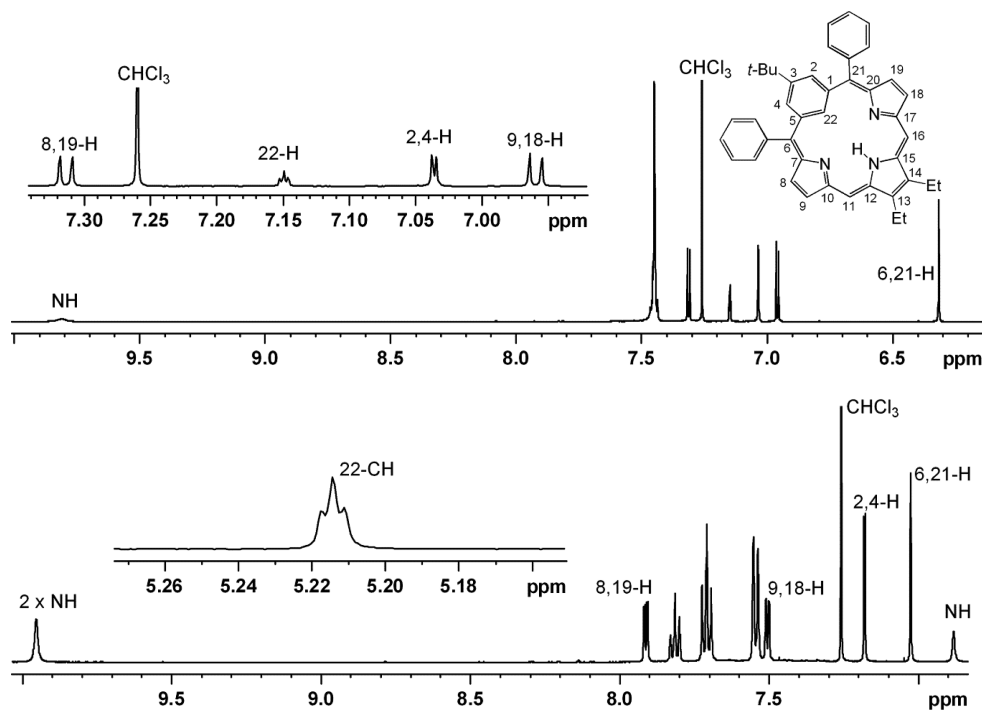 CHCl3
8,19-H
22-H
2,4-H
9,18-H
7.30
7.25
7.20
7.15
7.10
7.05
7.00
ppm
t-Bu
CHCl3
1
2
3
4
5
6
7
8
9
10
11
12
13
14
15
16
17
18
19
20
21
22
N
N
H
N
Et
Et
NH
6,21-H
9.5
9.0
8.5
8.0
7.5
7.0
6.5
ppm
CHCl3
22-CH
6,21-H
2,4-H
5.26
5.24
5.22
5.20
5.18
ppm
2 x NH
8,19-H
9,18-H
NH
9.5
9.0
8.5
8.0
7.5
ppm